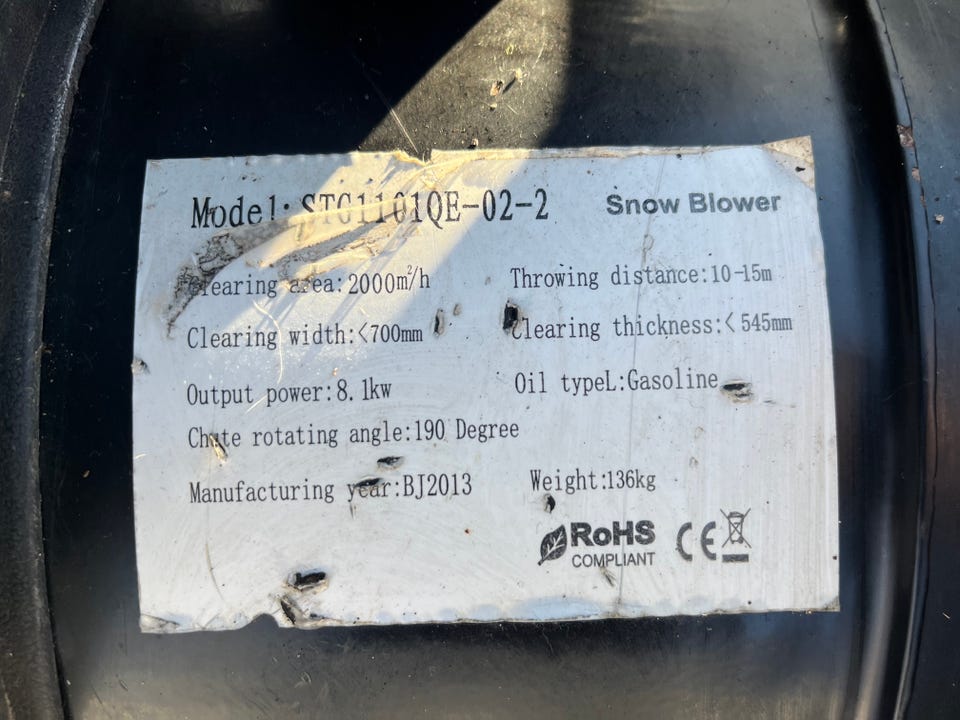 Model: STG1101QE-02-2 Snow Blower
Clearing area:2000m²/h Throwing distance:10-15m
Clearing width:<700mm Clearing thickness:<545mm
Output power:8.1kw Oil typeL:Gasoline
Chute rotating angle:190 Degree
Manufacturing year:BJ2013 Weight:136kg
RoHS CE
COMPLIANT